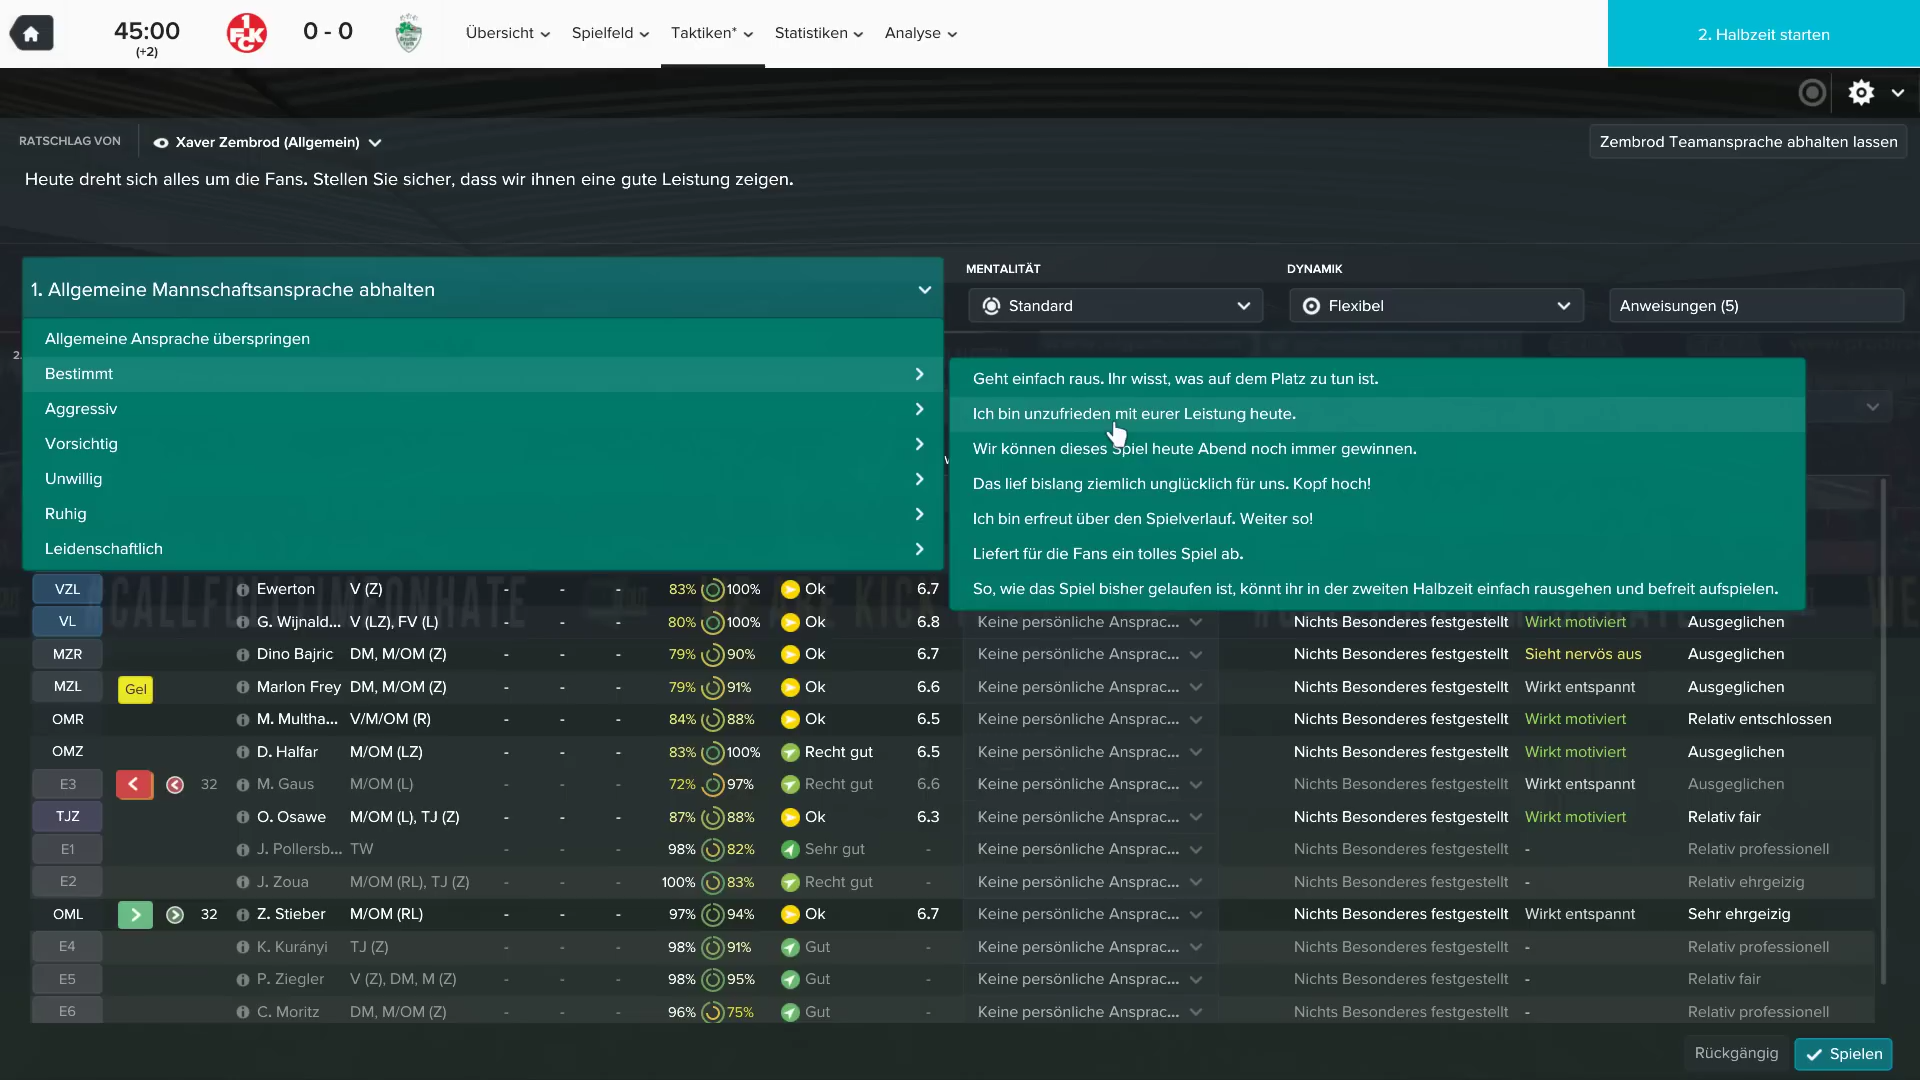 45:00
(+2)
0 - 0
Übersicht
Spielfeld
Taktiken*
Statistiken
Analyse
2. Halbzeit starten
RATSCHLAG VON
Xaver Zembrod (Allgemein)
Zembrod Teamansprache abhalten lassen
Heute dreht sich alles um die Fans. Stellen Sie sicher, dass wir ihnen eine gute Leistung zeigen.
1. Allgemeine Mannschaftsansprache abhalten
MENTALITÄT
Standard
DYNAMIK
Flexibel
Anweisungen (5)
2.
Allgemeine Ansprache überspringen
Bestimmt
Aggressiv
Vorsichtig
Unwillig
Ruhig
Leidenschaftlich
Geht einfach raus. Ihr wisst, was auf dem Platz zu tun ist.
Ich bin unzufrieden mit eurer Leistung heute.
Wir können dieses Spiel heute Abend noch immer gewinnen.
Das lief bislang ziemlich unglücklich für uns. Kopf hoch!
Ich bin erfreut über den Spielverlauf. Weiter so!
Liefert für die Fans ein tolles Spiel ab.
So, wie das Spiel bisher gelaufen ist, könnt ihr in der zweiten Halbzeit einfach rausgehen und befreit aufspielen.
VZL Ewerton V (Z) - - - 83% 100% Ok 6.7
VL G. Wijnald... V (LZ), FV (L) - - - 80% 100% Ok 6.8 Keine persönliche Ansprac... Nichts Besonderes festgestellt Wirkt motiviert Ausgeglichen
MZR Dino Bajric DM, M/OM (Z) - - - 79% 90% Ok 6.7 Keine persönliche Ansprac... Nichts Besonderes festgestellt Sieht nervös aus Ausgeglichen
MZL Gel Marlon Frey DM, M/OM (Z) - - - 79% 91% Ok 6.6 Keine persönliche Ansprac... Nichts Besonderes festgestellt Wirkt entspannt Ausgeglichen
OMR M. Multha... V/M/OM (R) - - - 84% 88% Ok 6.5 Keine persönliche Ansprac... Nichts Besonderes festgestellt Wirkt motiviert Relativ entschlossen
OMZ D. Halfar M/OM (LZ) - - - 83% 100% Recht gut 6.5 Keine persönliche Ansprac... Nichts Besonderes festgestellt Wirkt motiviert Ausgeglichen
E3 32 M. Gaus M/OM (L) - - - 72% 97% Recht gut 6.6 Keine persönliche Ansprac... Nichts Besonderes festgestellt Wirkt entspannt Ausgeglichen
TJZ O. Osawe M/OM (L), TJ (Z) - - - 87% 88% Ok 6.3 Keine persönliche Ansprac... Nichts Besonderes festgestellt Wirkt motiviert Relativ fair
E1 J. Pollersb... TW - - - 98% 82% Sehr gut - Keine persönliche Ansprac... Nichts Besonderes festgestellt - Relativ professionell
E2 J. Zoua M/OM (RL), TJ (Z) - - - 100% 83% Recht gut - Keine persönliche Ansprac... Nichts Besonderes festgestellt - Relativ ehrgeizig
OML 32 Z. Stieber M/OM (RL) - - - 97% 94% Ok 6.7 Keine persönliche Ansprac... Nichts Besonderes festgestellt Wirkt entspannt Sehr ehrgeizig
E4 K. Kurányi TJ (Z) - - - 98% 91% Gut - Keine persönliche Ansprac... Nichts Besonderes festgestellt - Relativ professionell
E5 P. Ziegler V (Z), DM, M (Z) - - - 98% 95% Gut - Keine persönliche Ansprac... Nichts Besonderes festgestellt - Relativ fair
E6 C. Moritz DM, M/OM (Z) - - - 96% 75% Gut - Keine persönliche Ansprac... Nichts Besonderes festgestellt - Relativ professionell
Rückgängig
Spielen